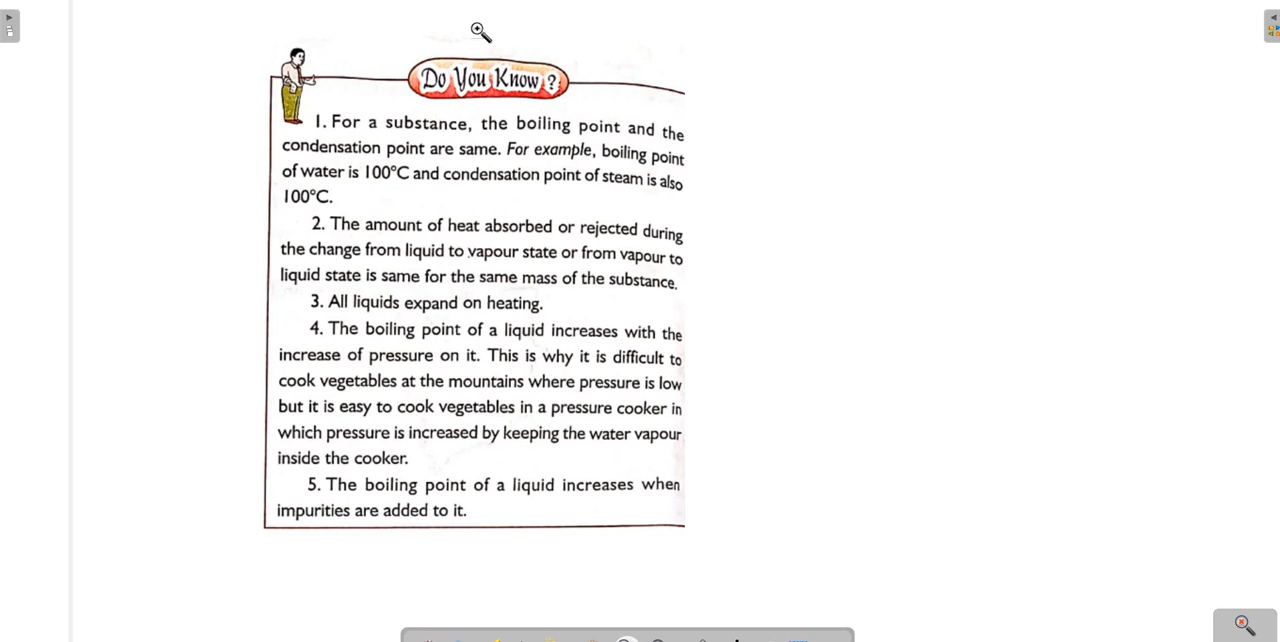 Do You Know ?
1. For a substance, the boiling point and the
condensation point are same. For example, boiling point
of water is 100°C and condensation point of steam is also
100°C.
2. The amount of heat absorbed or rejected during
the change from liquid to vapour state or from vapour to
liquid state is same for the same mass of the substance.
3. All liquids expand on heating.
4. The boiling point of a liquid increases with the
increase of pressure on it. This is why it is difficult to
cook vegetables at the mountains where pressure is low
but it is easy to cook vegetables in a pressure cooker in
which pressure is increased by keeping the water vapour
inside the cooker.
5. The boiling point of a liquid increases when
impurities are added to it.